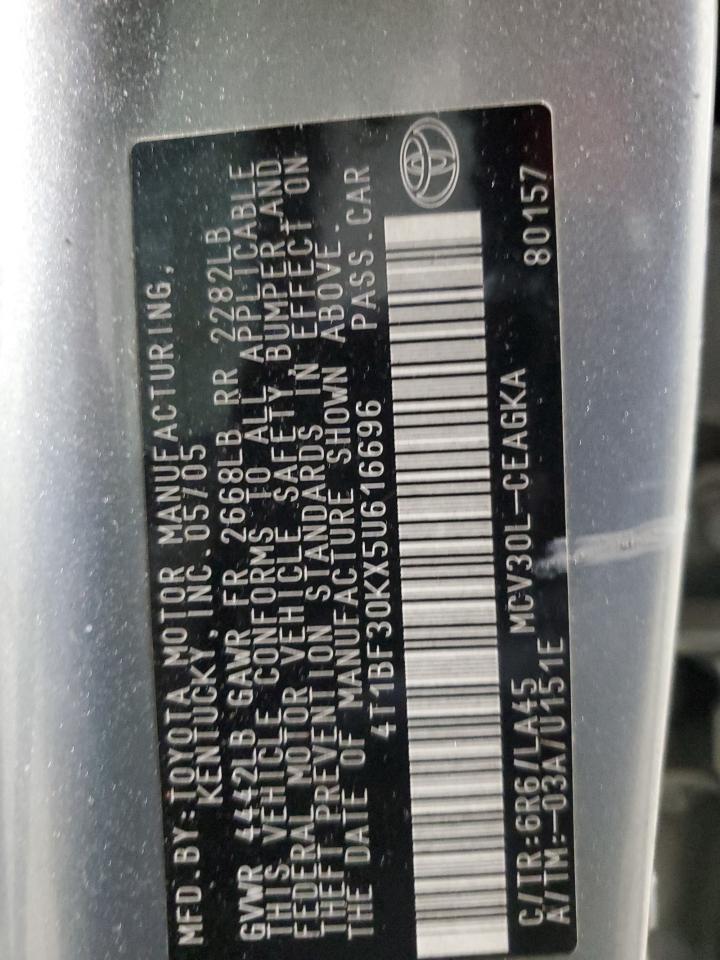 MFD.BY:TOYOTA MOTOR MANUFACTURING,
KENTUCKY, INC.05/05
GVWR 4442LB GAWR FR 2668LB RR 2282LB
THIS VEHICLE CONFORMS TO ALL APPLICABLE
FEDERAL MOTOR VEHICLE SAFETY, BUMPER,AND
THEFT PREVENTION STANDARDS IN EFFECT ON
THE DATE OF MANUFACTURE SHOWN ABOVE.
4T1BF30KX5U616696 PASS.CAR
C/TR:6R6/LA45 MCV30L-CEAGKA 80157
A/TM:-03A/U151E